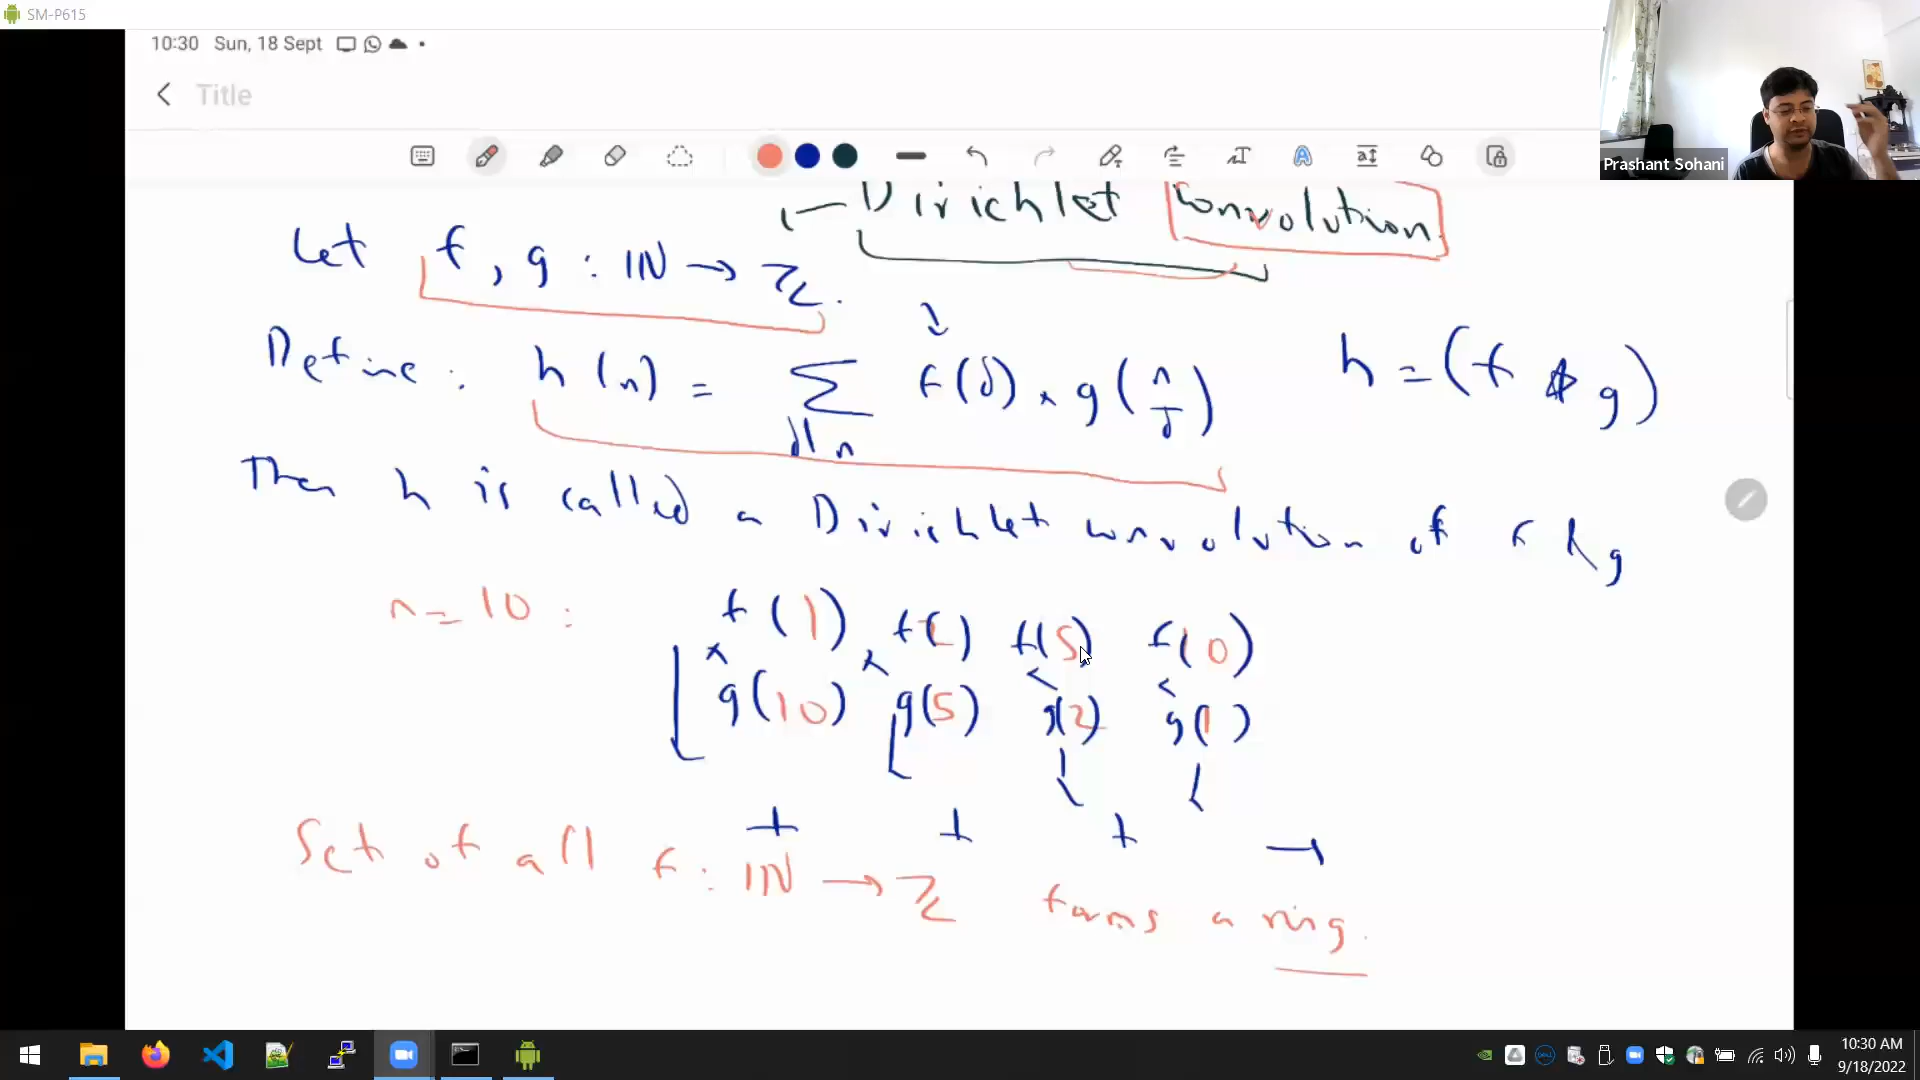 SM-P615
10:30 Sun, 18 Sept
Title
Prashant Sohani
Dirichlet Convolution
Let f, g : IN → ℤ.
Define : h(n) = Σ f(d) × g(n/d) h = (f * g)
d|n
Then h is called a Dirichlet convolution of f & g
n = 10 : f(1) f(2) f(5) f(10)
× × × ×
g(10) g(5) g(2) g(1)
+ + +
Set of all f : IN → ℤ forms a ring.
10:30 AM
9/18/2022